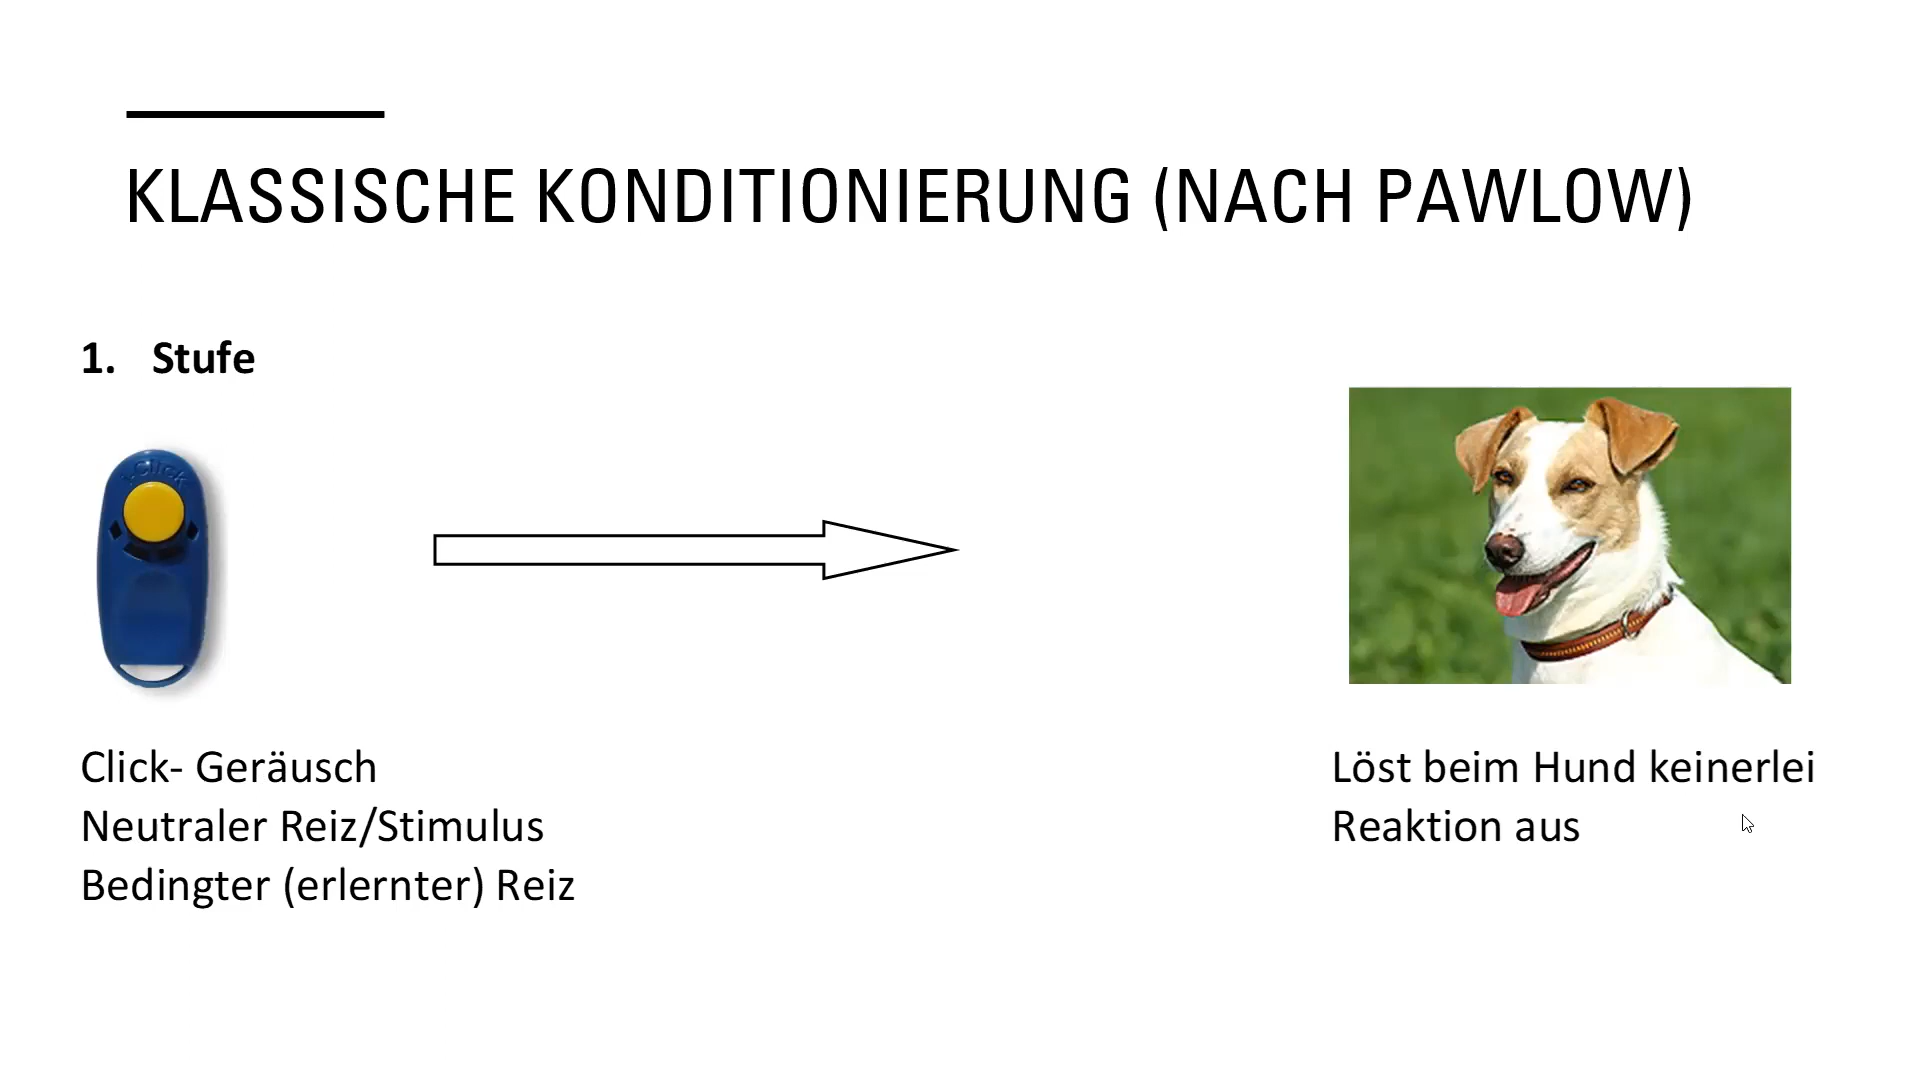 KLASSISCHE KONDITIONIERUNG (NACH PAWLOW)
1. Stufe
i-Click
Click- Geräusch
Neutraler Reiz/Stimulus
Bedingter (erlernter) Reiz
Löst beim Hund keinerlei
Reaktion aus